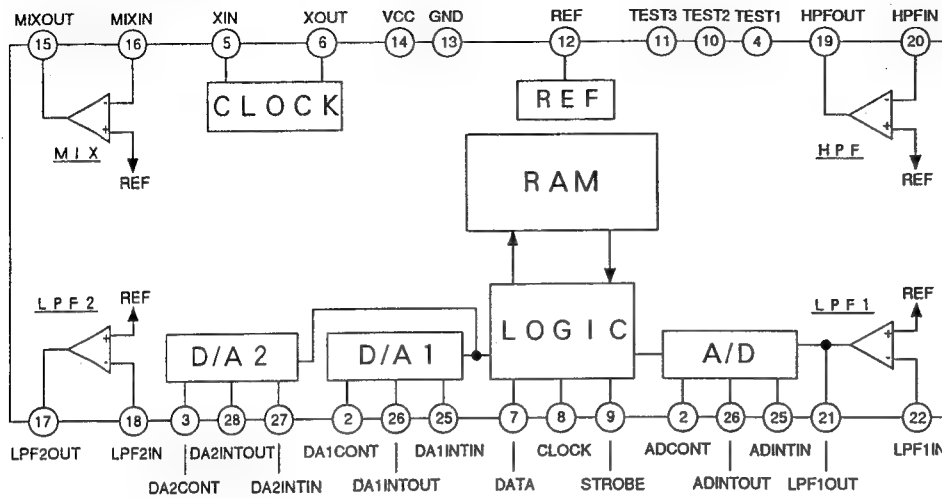 MIXOUT MIXIN XIN XOUT VCC GND REF TEST3 TEST2 TEST1 HPFOUT HPFIN
15 16 5 6 14 13 12 11 10 4 19 20
CLOCK
REF
- +
MIX
REF
- +
HPF
REF
RAM
LPF2
REF
+ -
D/A2
D/A1
LOGIC
A/D
LPF1
REF
+ -
17 18 3 28 27 2 26 25 7 8 9 2 26 25 21 22
LPF2OUT LPF2IN DA2INTOUT DA1CONT DA1INTIN CLOCK ADCONT ADINTIN LPF1IN
DA2CONT DA2INTIN DA1INTOUT DATA STROBE ADINTOUT LPF1OUT